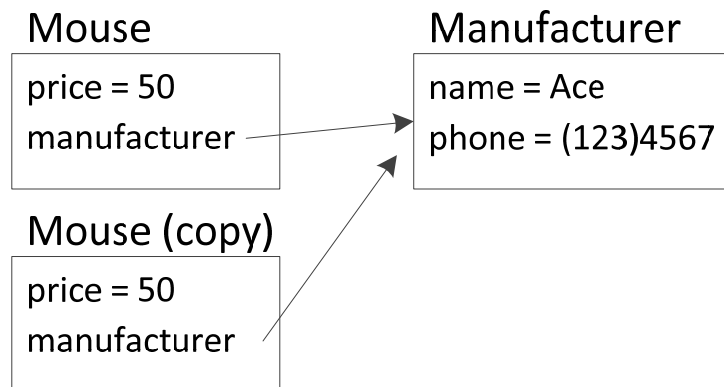 Mouse
price = 50
manufacturer
Manufacturer
name = Ace
phone = (123)4567
Mouse (copy)
price = 50
manufacturer